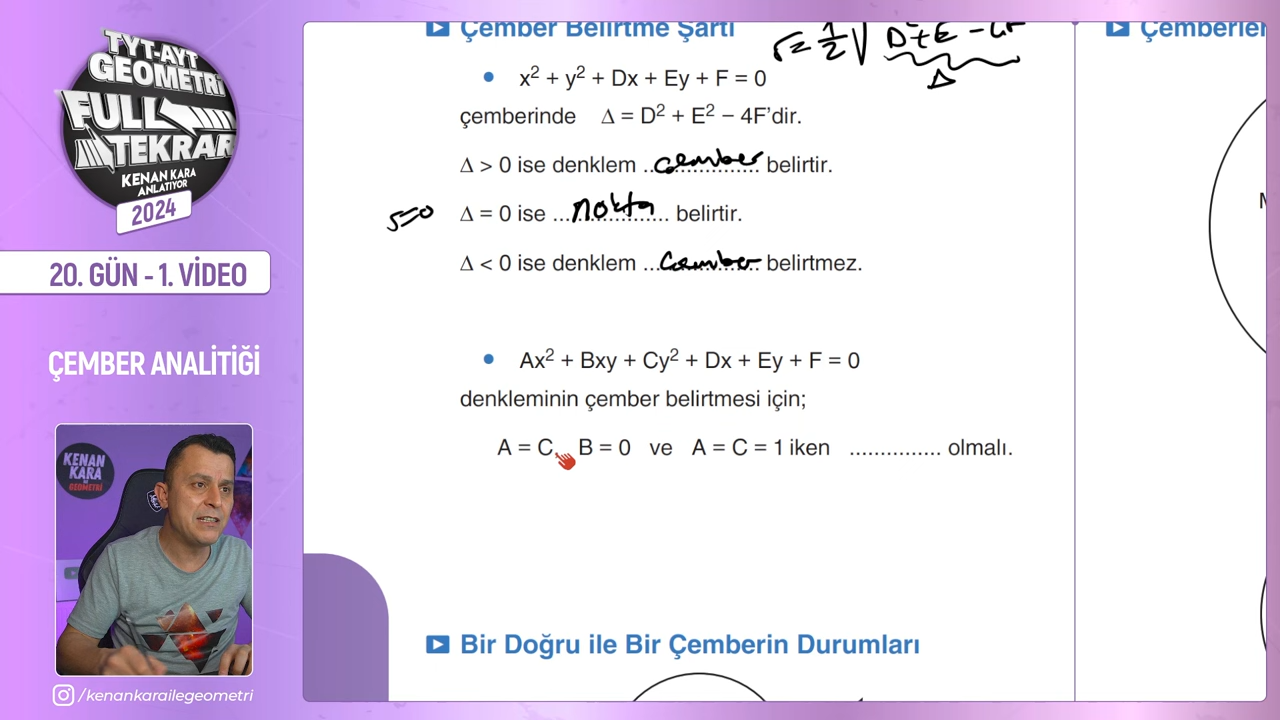 TYT-AYT
GEOMETRİ
FULL
TEKRAR
KENAN KARA
ANLATIYOR
2024
20. GÜN - 1. VİDEO
ÇEMBER ANALİTİĞİ
KENAN
KARA
GEOMETRİ
/kenankarailegeometri
Çember Belirtme Şartı
r = 1/2 √ D² + E² - 4F
Δ
• x² + y² + Dx + Ey + F = 0
çemberinde Δ = D² + E² − 4F'dir.
Δ > 0 ise denklem ... çember ... belirtir.
r=0 Δ = 0 ise ... nokta ... belirtir.
Δ < 0 ise denklem ... Çember ... belirtmez.
• Ax² + Bxy + Cy² + Dx + Ey + F = 0
denkleminin çember belirtmesi için;
A = C, B = 0 ve A = C = 1 iken ............... olmalı.
Bir Doğru ile Bir Çemberin Durumları
Çemberler
M